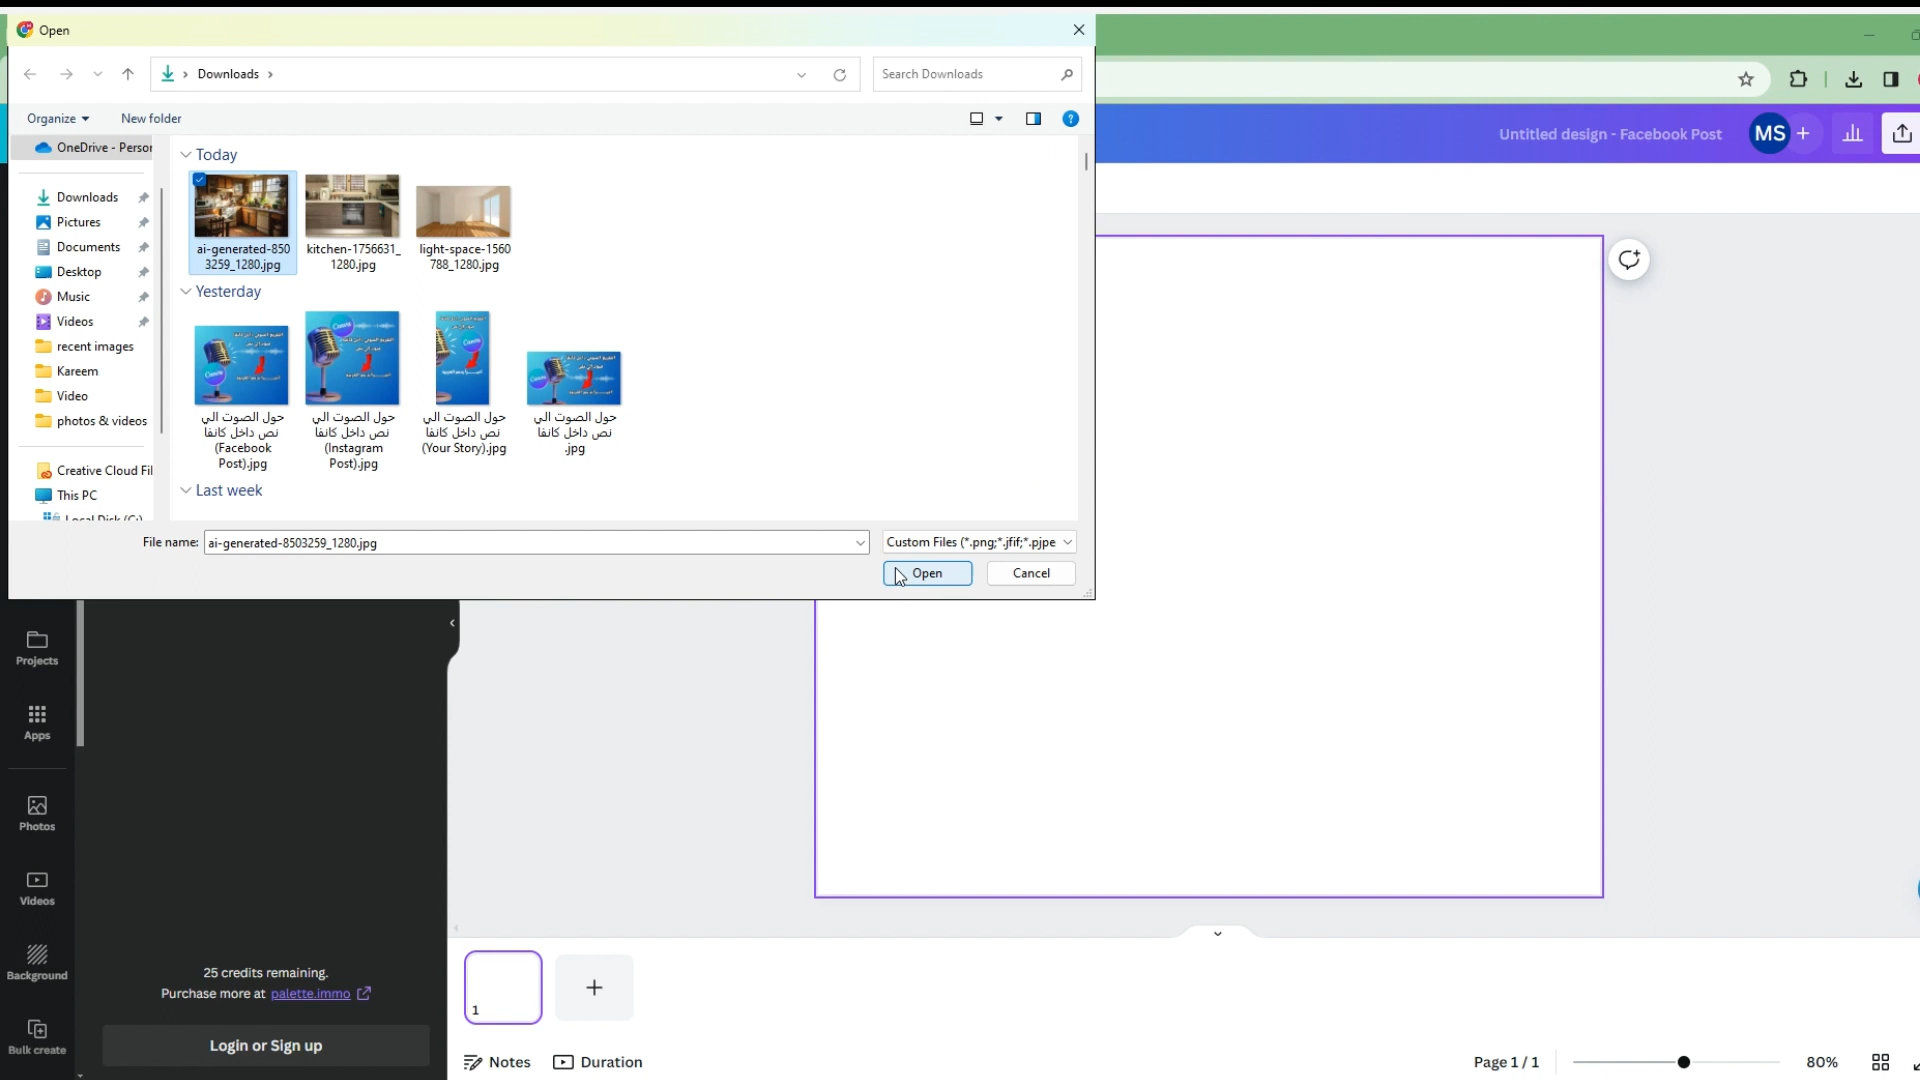 Open
Downloads
Search Downloads
Organize
New folder
OneDrive - Person
Downloads
Pictures
Documents
Desktop
Music
Videos
recent images
Kareem
Video
photos & videos
Creative Cloud Fil
This PC
Local Disk (C:)
Today
ai-generated-850
3259_1280.jpg
kitchen-1756631_
1280.jpg
light-space-1560
788_1280.jpg
Yesterday
حول الصوت الي
نص داخل كانفا
(Facebook
Post).jpg
حول الصوت الي
نص داخل كانفا
(Instagram
Post).jpg
حول الصوت الي
نص داخل كانفا
(Your Story).jpg
حول الصوت الي
نص داخل كانفا
.jpg
Last week
File name: ai-generated-8503259_1280.jpg
Custom Files (*.png;*.jfif;*.pjpe
Open
Cancel
Untitled design - Facebook Post
MS
Projects
Apps
Photos
Videos
Background
Bulk create
25 credits remaining.
Purchase more at palette.immo
Login or Sign up
1
Notes
Duration
Page 1 / 1
80%